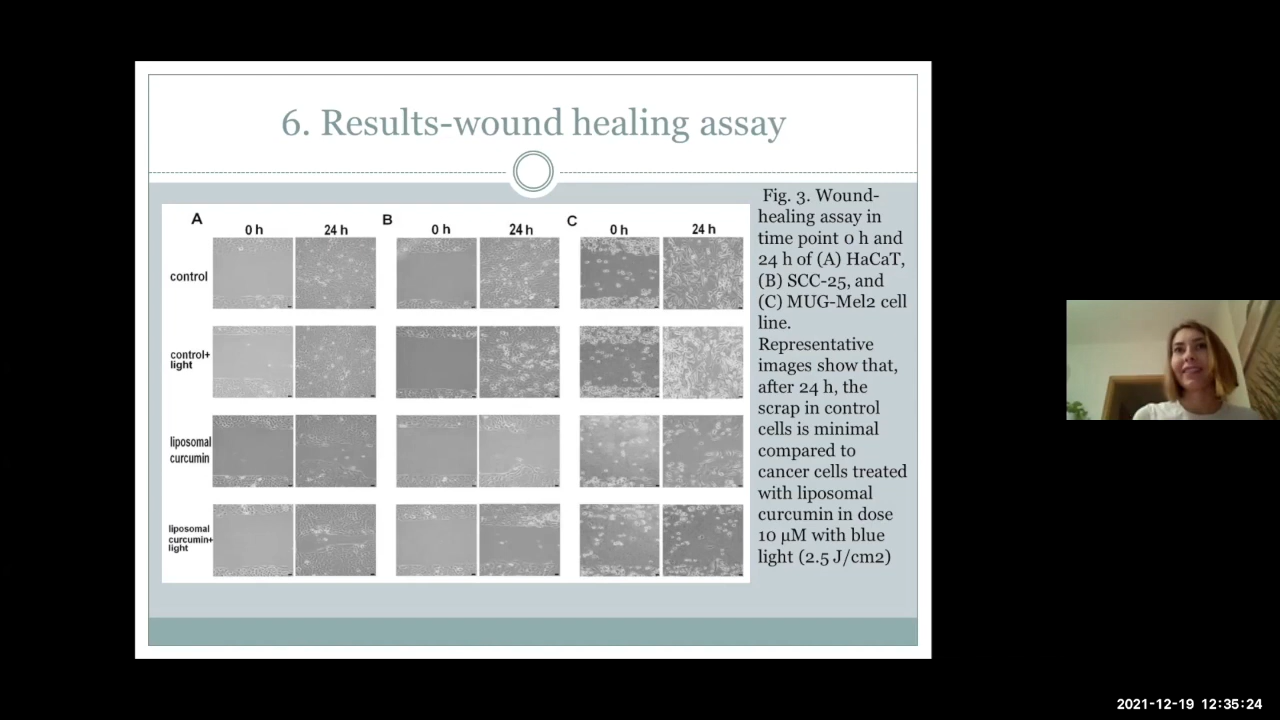 6. Results-wound healing assay
A
B
C
0 h
24 h
0 h
24 h
0 h
24 h
control
control+
light
liposomal
curcumin
liposomal
curcumin+
light
Fig. 3. Wound-
healing assay in
time point 0 h and
24 h of (A) HaCaT,
(B) SCC-25, and
(C) MUG-Mel2 cell
line.
Representative
images show that,
after 24 h, the
scrap in control
cells is minimal
compared to
cancer cells treated
with liposomal
curcumin in dose
10 µM with blue
light (2.5 J/cm2)
2021-12-19 12:35:24